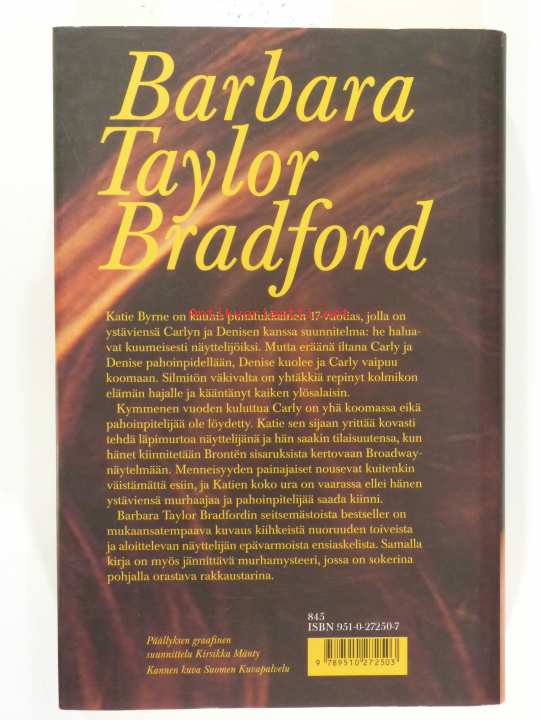 Barbara
Taylor
Bradford
Katie Byrne on kaunis punatukkainen 17-vuotias, jolla on
ystäviensä Carlyn ja Denisen kanssa suunnitelma: he halua-
vat kuumeisesti näyttelijöiksi. Mutta eräänä iltana Carly ja
Denise pahoinpidellään, Denise kuolee ja Carly vaipuu
koomaan. Silmitön väkivalta on yhtäkkiä repinyt kolmikon
elämän hajalle ja kääntänyt kaiken ylösalaisin.
Kymmenen vuoden kuluttua Carly on yhä koomassa eikä
pahoinpitelijää ole löydetty. Katie sen sijaan yrittää kovasti
tehdä läpimurtoa näyttelijänä ja hän saakin tilaisuutensa, kun
hänet kiinnitetään Brontën sisaruksista kertovaan Broadway-
näytelmään. Menneisyyden painajaiset nousevat kuitenkin
väistämättä esiin, ja Katien koko ura on vaarassa ellei hänen
ystäviensä murhaajaa ja pahoinpitelijää saada kiinni.
Barbara Taylor Bradfordin seitsemästoista bestseller on
mukaansatempaava kuvaus kiihkeistä nuoruuden toiveista
ja aloittelevan näyttelijän epävarmoista ensiaskelista. Samalla
kirja on myös jännittävä murhamysteeri, jossa on sokerina
pohjalla orastava rakkaustarina.
845
ISBN 951-0-27250-7
Päällyksen graafinen
suunnittelu Kirsikka Mänty
Kannen kuva Suomen Kuvapalvelu
9 789510 272503